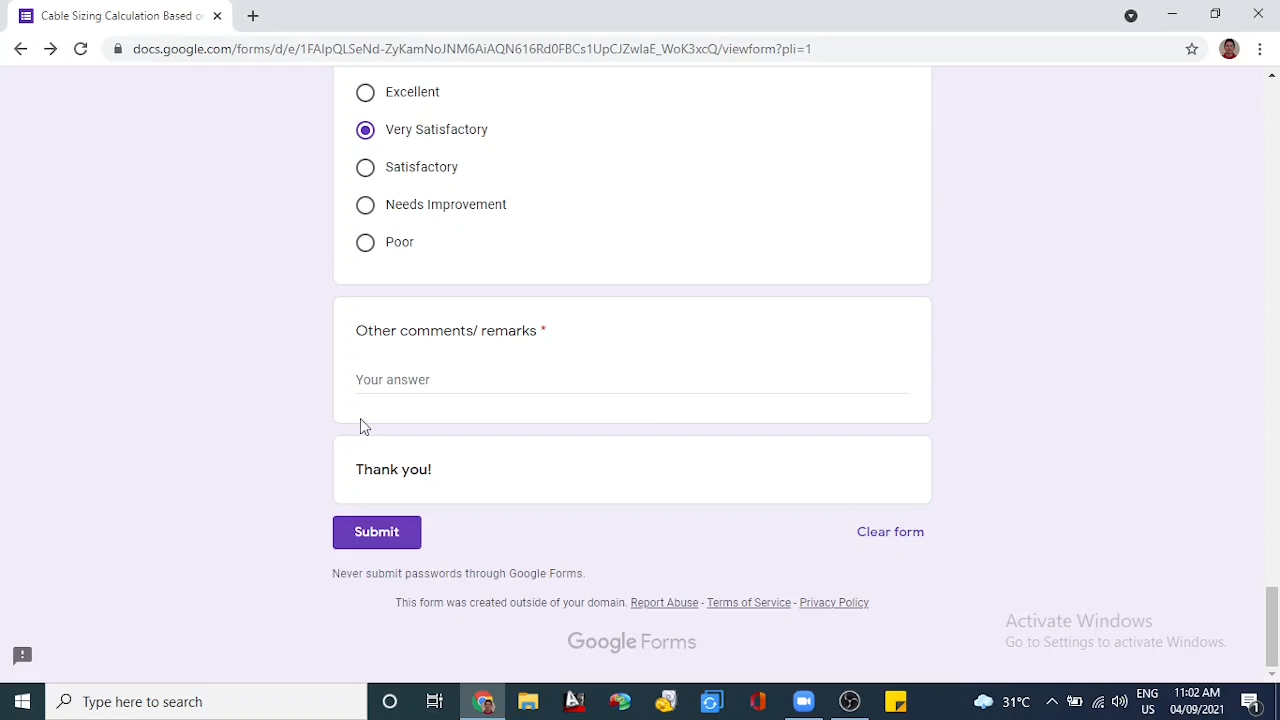 Cable Sizing Calculation Based o
docs.google.com/forms/d/e/1FAIpQLSeNd-ZyKamNoJNM6AiAQN616Rd0FBCs1UpCJZwlaE_WoK3xcQ/viewform?pli=1
Excellent
Very Satisfactory
Satisfactory
Needs Improvement
Poor
Other comments/ remarks *
Your answer
Thank you!
Submit
Clear form
Never submit passwords through Google Forms.
This form was created outside of your domain. Report Abuse - Terms of Service - Privacy Policy
Google Forms
Activate Windows
Go to Settings to activate Windows.
Type here to search
31°C
ENG
US
11:02 AM
04/09/2021
1